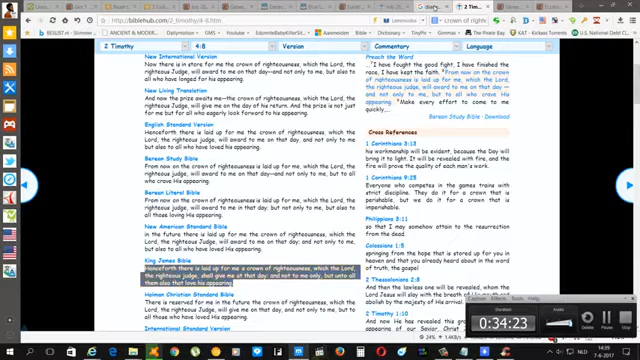 http://biblehub.com/2_timothy/4-8.htm
crown of righ
2 Timothy
4:8
Version
Commentary
Language
New International Version
Now there is in store for me the crown of righteousness, which the Lord, the
righteous Judge, will award to me on that day--and not only to me, but also to
all who have longed for his appearing.
New Living Translation
And now the prize awaits me--the crown of righteousness, which the Lord, the
righteous Judge, will give me on the day of his return. And the prize is not just
for me but for all who eagerly look forward to his appearing.
English Standard Version
Henceforth there is laid up for me the crown of righteousness, which the Lord,
the righteous judge, will award to me on that Day, and not only to me but also
to all who have loved his appearing.
Berean Study Bible
From now on there is laid up for me the crown of righteousness, which the Lord,
the righteous judge, will award to me on that day—and not only to me, but to all
who crave His appearing.
Berean Literal Bible
From now on the crown of righteousness is laid up for me, which the Lord, the
righteous judge, will award to me in that day, and not only to me, but also to
all those loving His appearing.
New American Standard Bible
in the future there is laid up for me the crown of righteousness, which the
Lord, the righteous Judge, will award to me on that day; and not only to me, but
also to all who have loved His appearing.
King James Bible
Henceforth there is laid up for me a crown of righteousness, which the Lord,
the righteous judge, shall give me at that day: and not to me only, but unto all
them also that love his appearing.
Holman Christian Standard Bible
There is reserved for me in the future the crown of righteousness, which the
Lord, the righteous Judge, will give me on that day, and not only to me, but to
all those who have loved His appearing.
International Standard Version
Preach the Word
…7I have fought the good fight, I have finished the
race, I have kept the faith. 8From now on the crown
of righteousness is laid up for me, which the Lord,
the righteous judge, will award to me on that day —
and not only to me, but to all who crave His
appearing. 9Make every effort to come to me
quickly,…
Berean Study Bible · Download
Cross References
1 Corinthians 3:13
his workmanship will be evident, because the Day will
bring it to light. It will be revealed with fire, and the
fire will prove the quality of each man's work.
1 Corinthians 9:25
Everyone who competes in the games trains with
strict discipline. They do it for a crown that is
perishable, but we do it for a crown that is
imperishable.
Philippians 3:11
so that I may somehow attain to the resurrection
from the dead.
Colossians 1:5
springing from the hope that is stored up for you in
heaven and that you already heard about in the word
of truth, the gospel
2 Thessalonians 2:8
And then the lawless one will be revealed, whom the
Lord Jesus will slay with the breath of His mouth and
abolish by the majesty of His arrival.
2 Timothy 1:10
And now He has revealed this
appearing of our Savior, Christ
Duration
Audio
0:34:23
Delete
Pause
Stop
NLD
14:39
7-6-2017